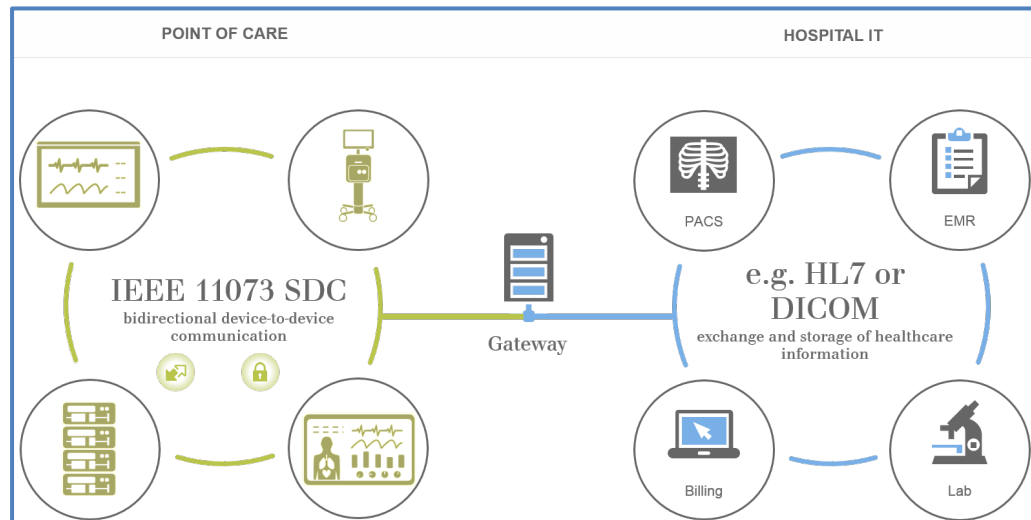 POINT OF CARE
HOSPITAL IT
PACS
EMR
IEEE 11073 SDC
bidirectional device-to-device
communication
Gateway
e.g. HL7 or
DICOM
exchange and storage of healthcare
information
Billing
Lab